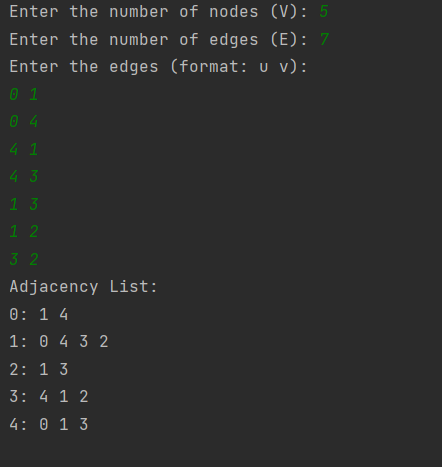 Enter the number of nodes (V): 5
Enter the number of edges (E): 7
Enter the edges (format: u v):
0 1
0 4
4 1
4 3
1 3
1 2
3 2
Adjacency List:
0: 1 4
1: 0 4 3 2
2: 1 3
3: 4 1 2
4: 0 1 3